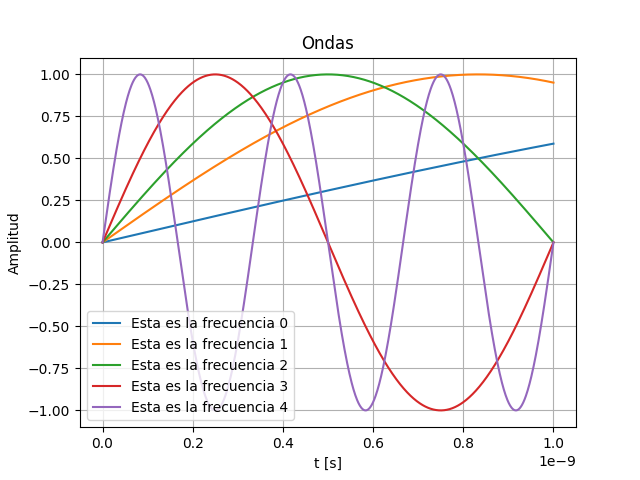 Ondas
Amplitud
1.00
0.75
0.50
0.25
0.00
−0.25
−0.50
−0.75
−1.00
Esta es la frecuencia 0
Esta es la frecuencia 1
Esta es la frecuencia 2
Esta es la frecuencia 3
Esta es la frecuencia 4
0.0 0.2 0.4 0.6 0.8 1.0
1e−9
t [s]